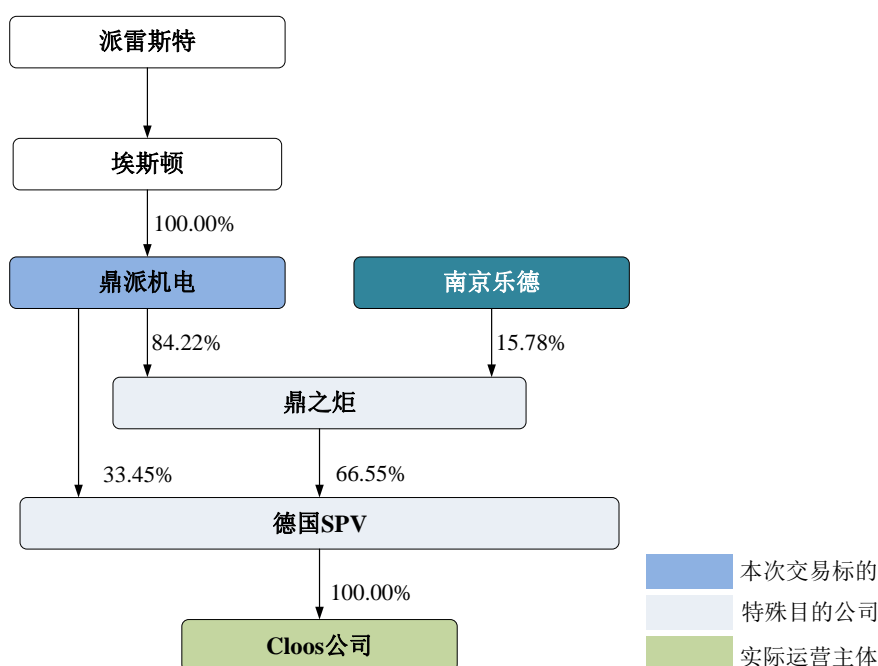 派雷斯特
埃斯顿
100.00%
鼎派机电
南京乐德
84.22%
15.78%
鼎之炬
33.45%
66.55%
德国SPV
100.00%
本次交易标的
特殊目的公司
Cloos公司
实际运营主体